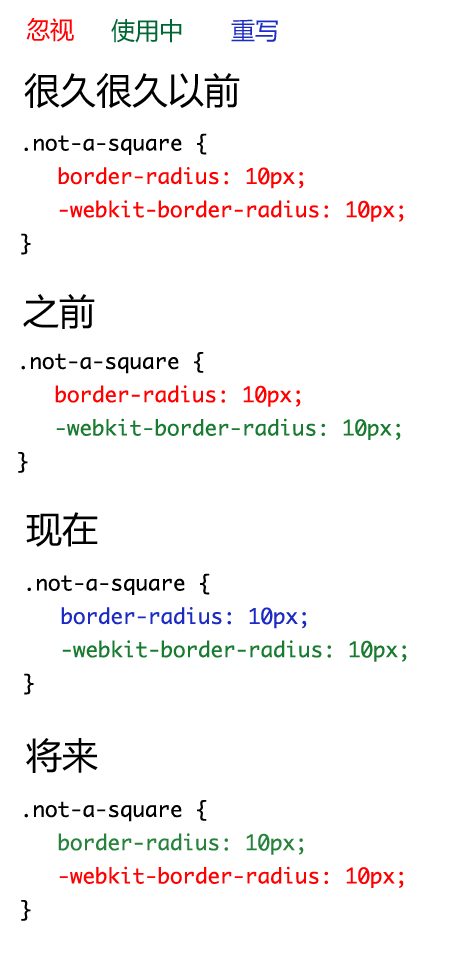 忽视 使用中 重写
很久很久以前
.not-a-square {
border-radius: 10px;
-webkit-border-radius: 10px;
}
之前
.not-a-square {
border-radius: 10px;
-webkit-border-radius: 10px;
}
现在
.not-a-square {
border-radius: 10px;
-webkit-border-radius: 10px;
}
将来
.not-a-square {
border-radius: 10px;
-webkit-border-radius: 10px;
}